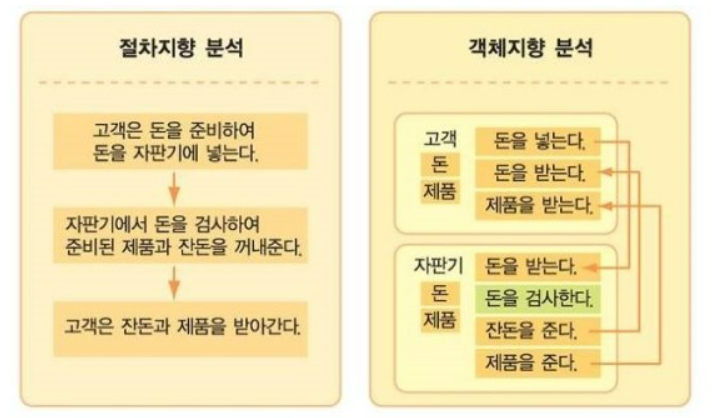 절차지향 분석
고객은 돈을 준비하여
돈을 자판기에 넣는다.
자판기에서 돈을 검사하여
준비된 제품과 잔돈을 꺼내준다.
고객은 잔돈과 제품을 받아간다.
객체지향 분석
고객
돈
제품
돈을 넣는다.
돈을 받는다.
제품을 받는다.
자판기
돈
제품
돈을 받는다.
돈을 검사한다.
잔돈을 준다.
제품을 준다.